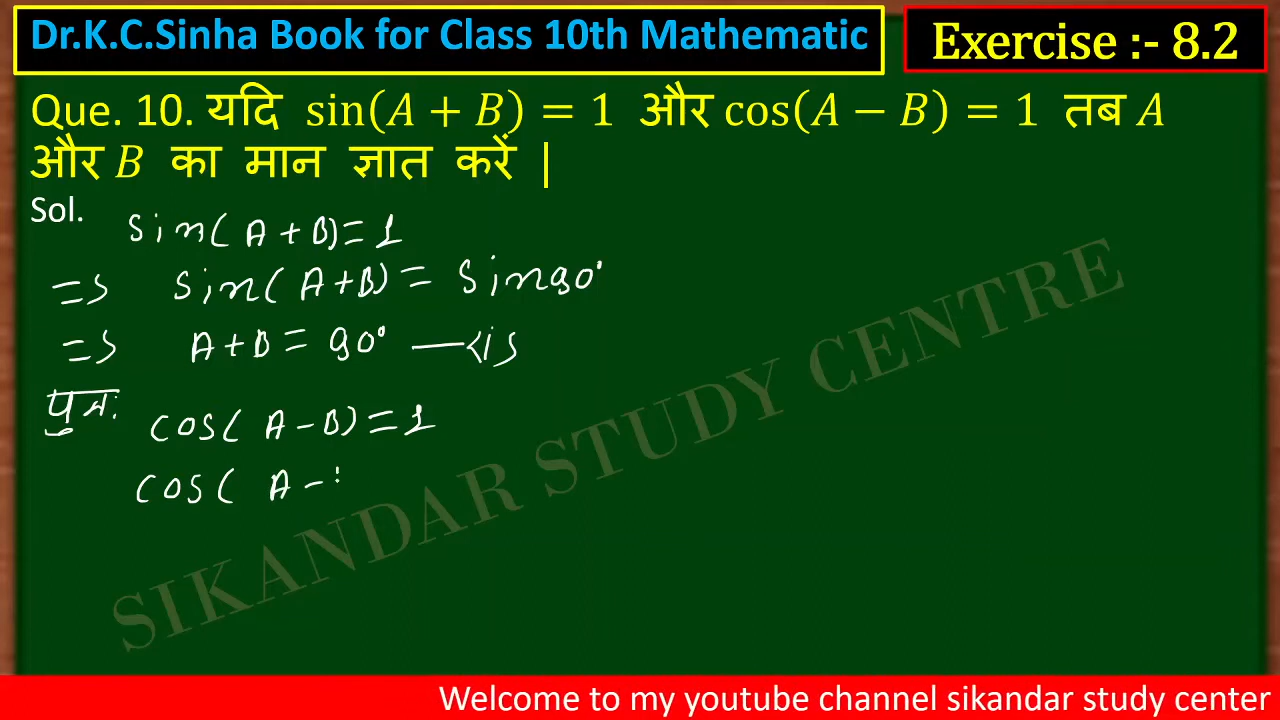 Dr.K.C.Sinha Book for Class 10th Mathematic
Exercise :- 8.2
Que. 10. यदि sin(A + B) = 1 और cos(A − B) = 1 तब A
और B का मान ज्ञात करें |
Sol.
sin( A + B) = 1
=> sin( A+B) = sin90°
=> A+B = 90° —<i>
पुनः
cos( A - B) = 1
cos( A -
SIKANDAR STUDY CENTRE
Welcome to my youtube channel sikandar study center